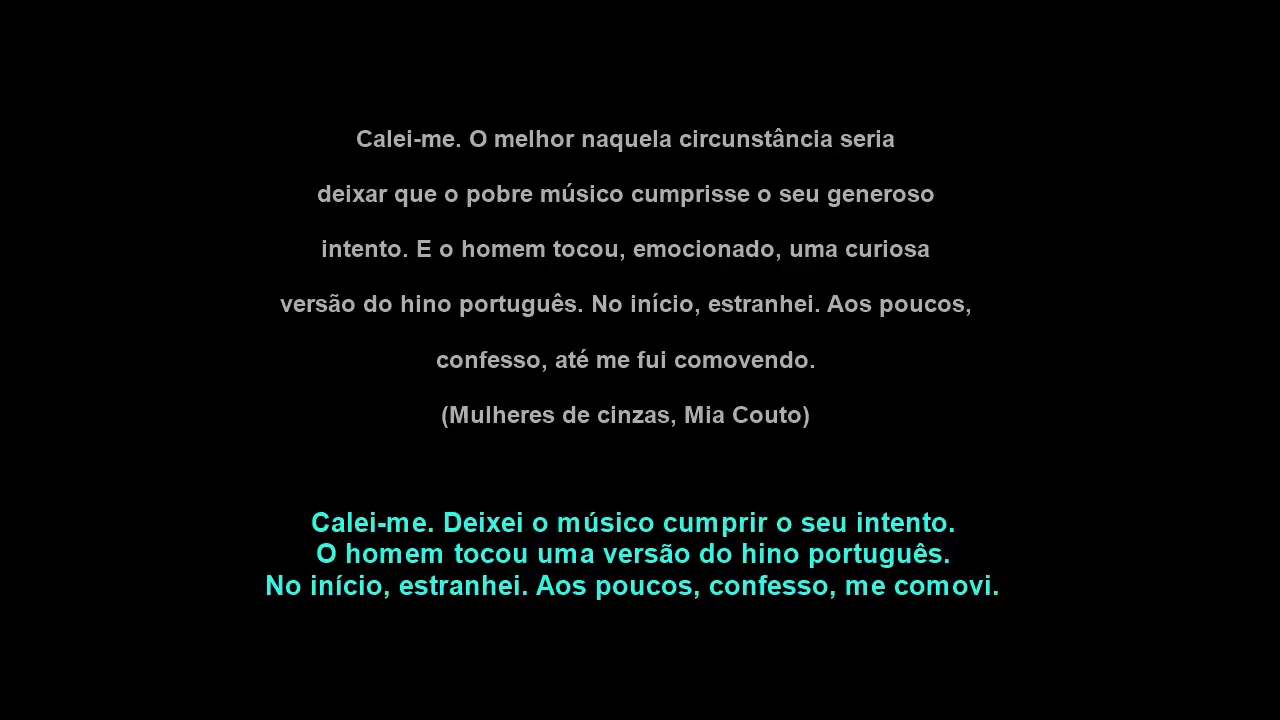 Calei-me. O melhor naquela circunstância seria
deixar que o pobre músico cumprisse o seu generoso
intento. E o homem tocou, emocionado, uma curiosa
versão do hino português. No início, estranhei. Aos poucos,
confesso, até me fui comovendo.
(Mulheres de cinzas, Mia Couto)
Calei-me. Deixei o músico cumprir o seu intento.
O homem tocou uma versão do hino português.
No início, estranhei. Aos poucos, confesso, me comovi.